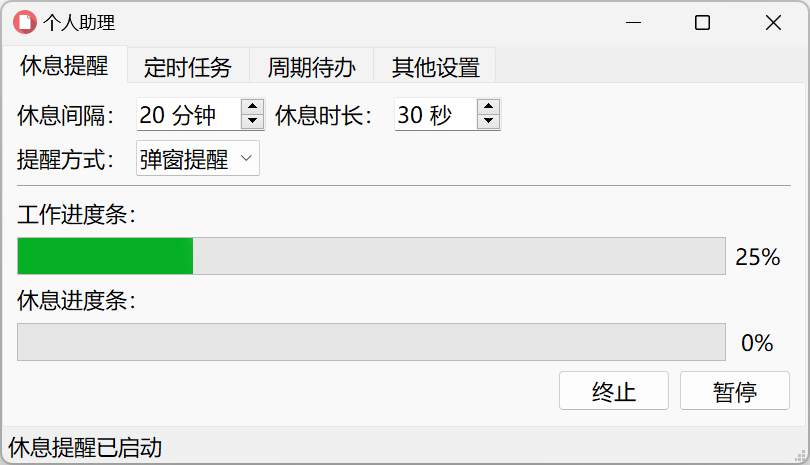 个人助理
休息提醒 定时任务 周期待办 其他设置
休息间隔： 20 分钟 休息时长： 30 秒
提醒方式： 弹窗提醒
工作进度条：
25%
休息进度条：
0%
终止 暂停
休息提醒已启动